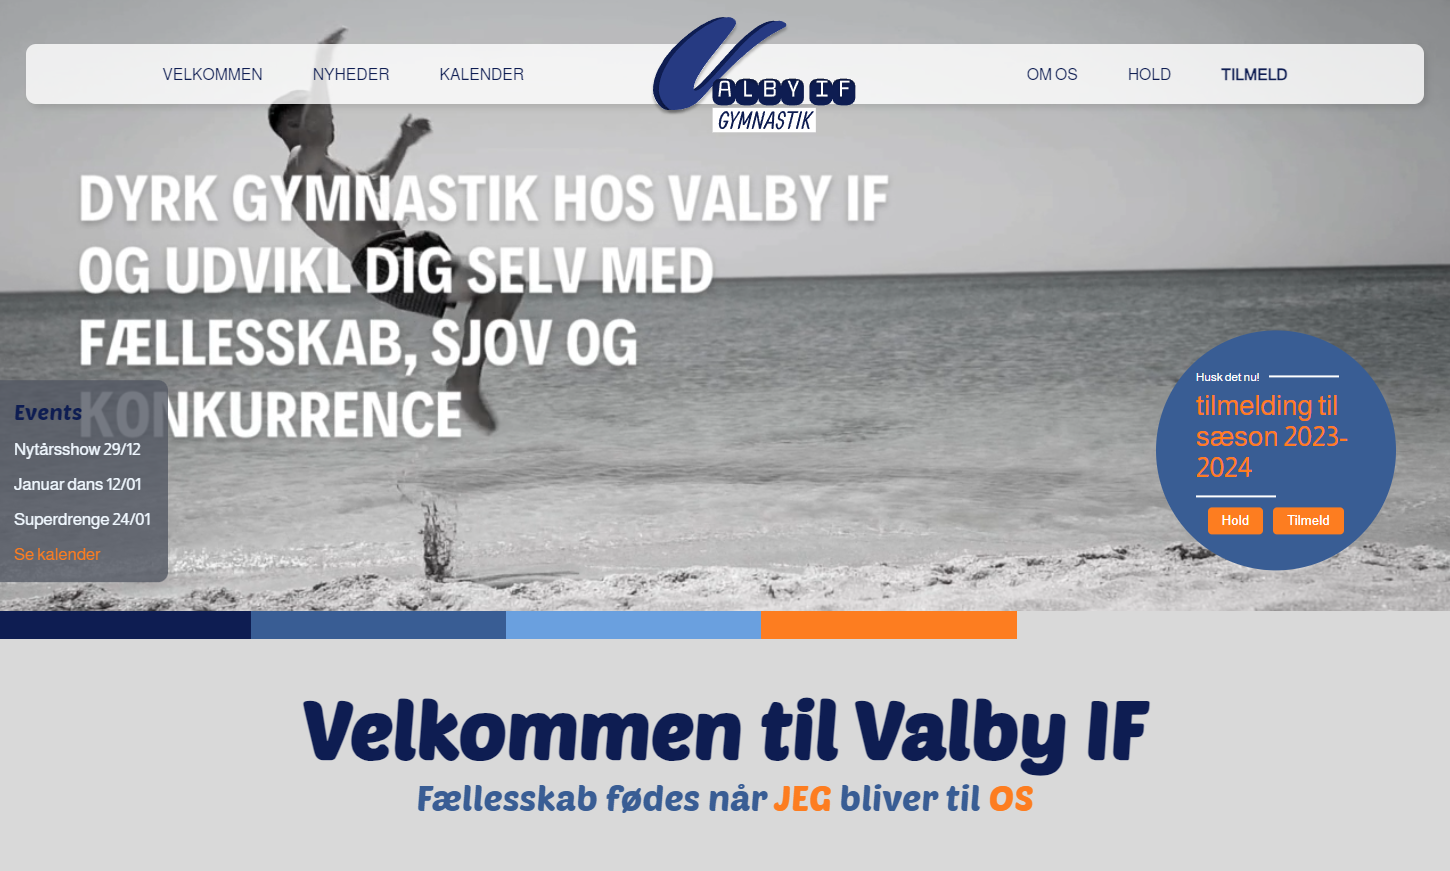 VELKOMMEN
NYHEDER
KALENDER
VALBY IF
GYMNASTIK
OM OS
HOLD
TILMELD
DYRK GYMNASTIK HOS VALBY IF
OG UDVIKL DIG SELV MED
FÆLLESSKAB, SJOV OG
KONKURRENCE
Events
Nytårsshow 29/12
Januar dans 12/01
Superdrenge 24/01
Se kalender
Husk det nu!
tilmelding til
sæson 2023-
2024
Hold
Tilmeld
Velkommen til Valby IF
Fællesskab fødes når JEG bliver til OS